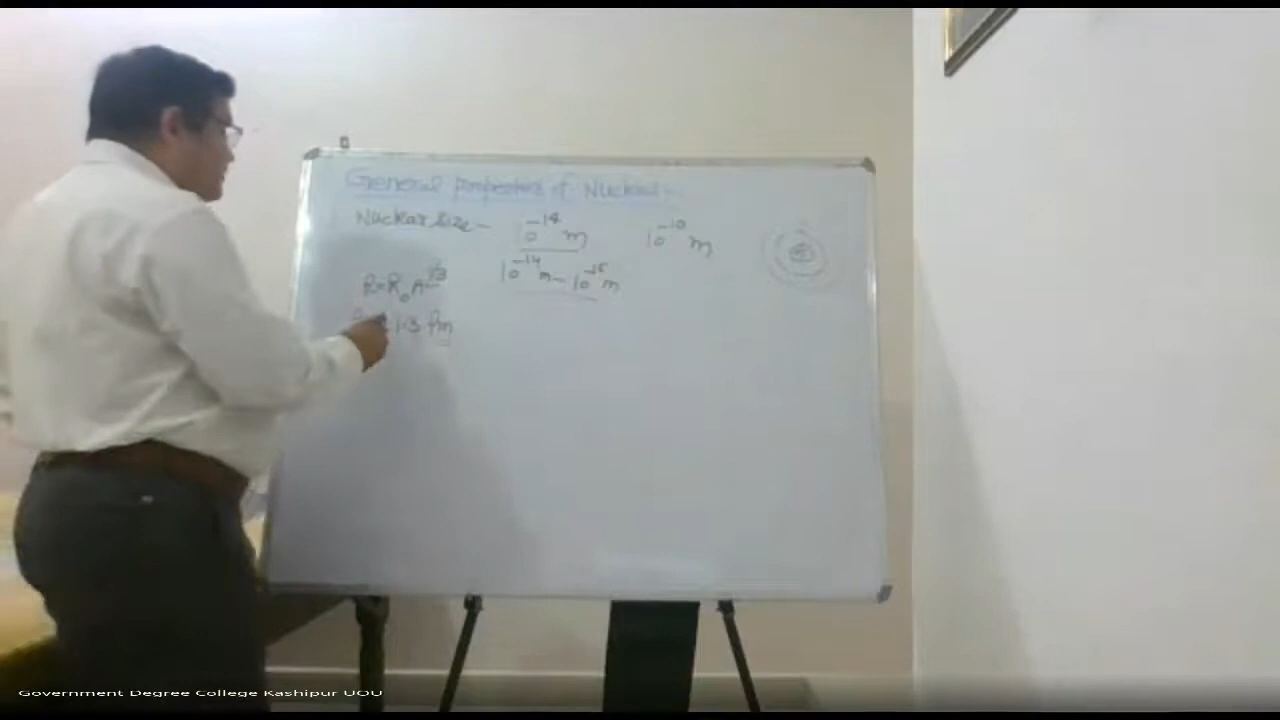 General properties of Nucleus:-
Nuclear Size -
10⁻¹⁴ m
10⁻¹⁰ m
10⁻¹⁴ m - 10⁻¹⁵ m
R=R₀A^1/3
1.3 fm
Government Degree College Kashipur UOU